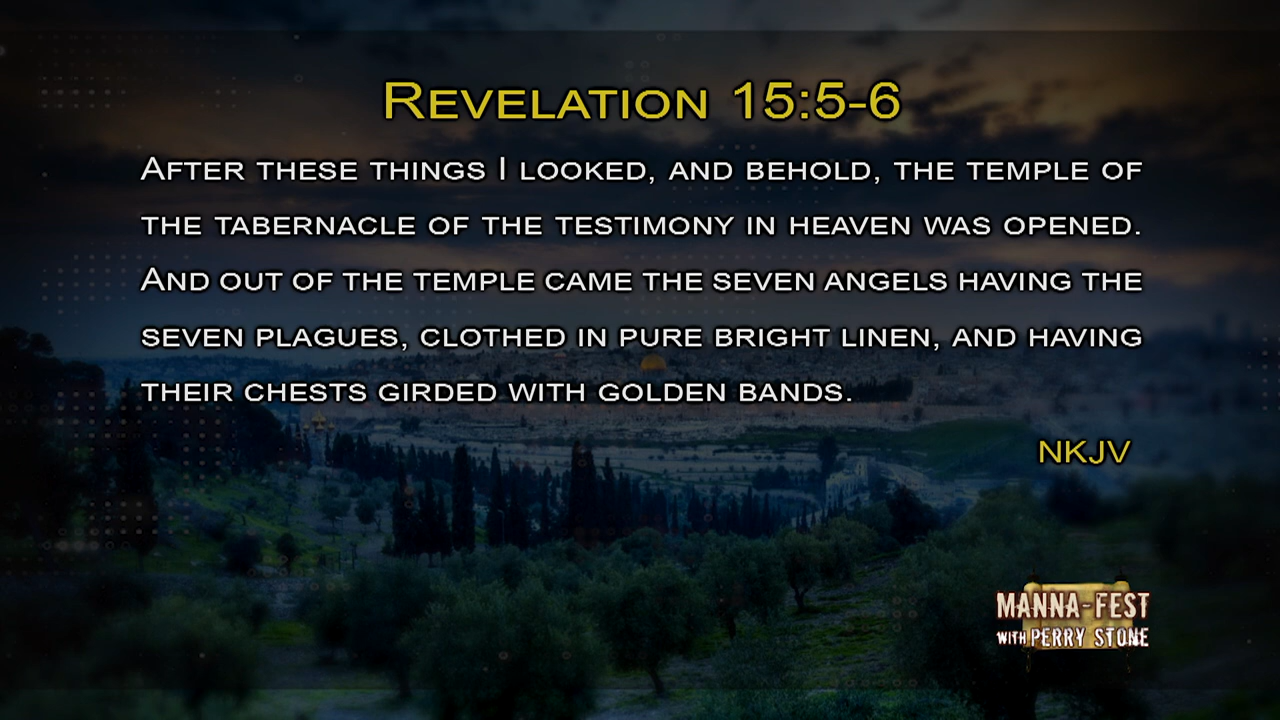 Revelation 15:5-6
After these things I looked, and behold, the temple of
the tabernacle of the testimony in heaven was opened.
And out of the temple came the seven angels having the
seven plagues, clothed in pure bright linen, and having
their chests girded with golden bands.
NKJV
MANNA-FEST
WITH PERRY STONE